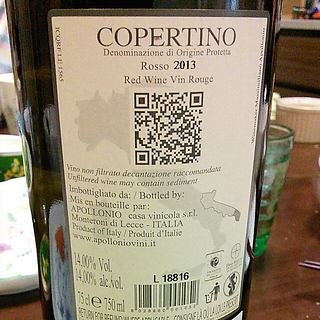 COPERTINO
Denominazione di Origine Protetta
Rosso 2013
Red Wine Vin Rouge
Vino non filtrato decantazione raccomandata
Unfiltered wine may contain sediment
Imbottigliato da: / Bottled by:
Mis en bouteille par:
APOLLONIO casa vinicola s.r.l.
Monteroni di Lecce - ITALIA
Product of Italy / Produit d'Italie
www.apolloniovini.it
14,00% Vol.
14,00% alc./vol.
L 18816
75 cl e 750 ml